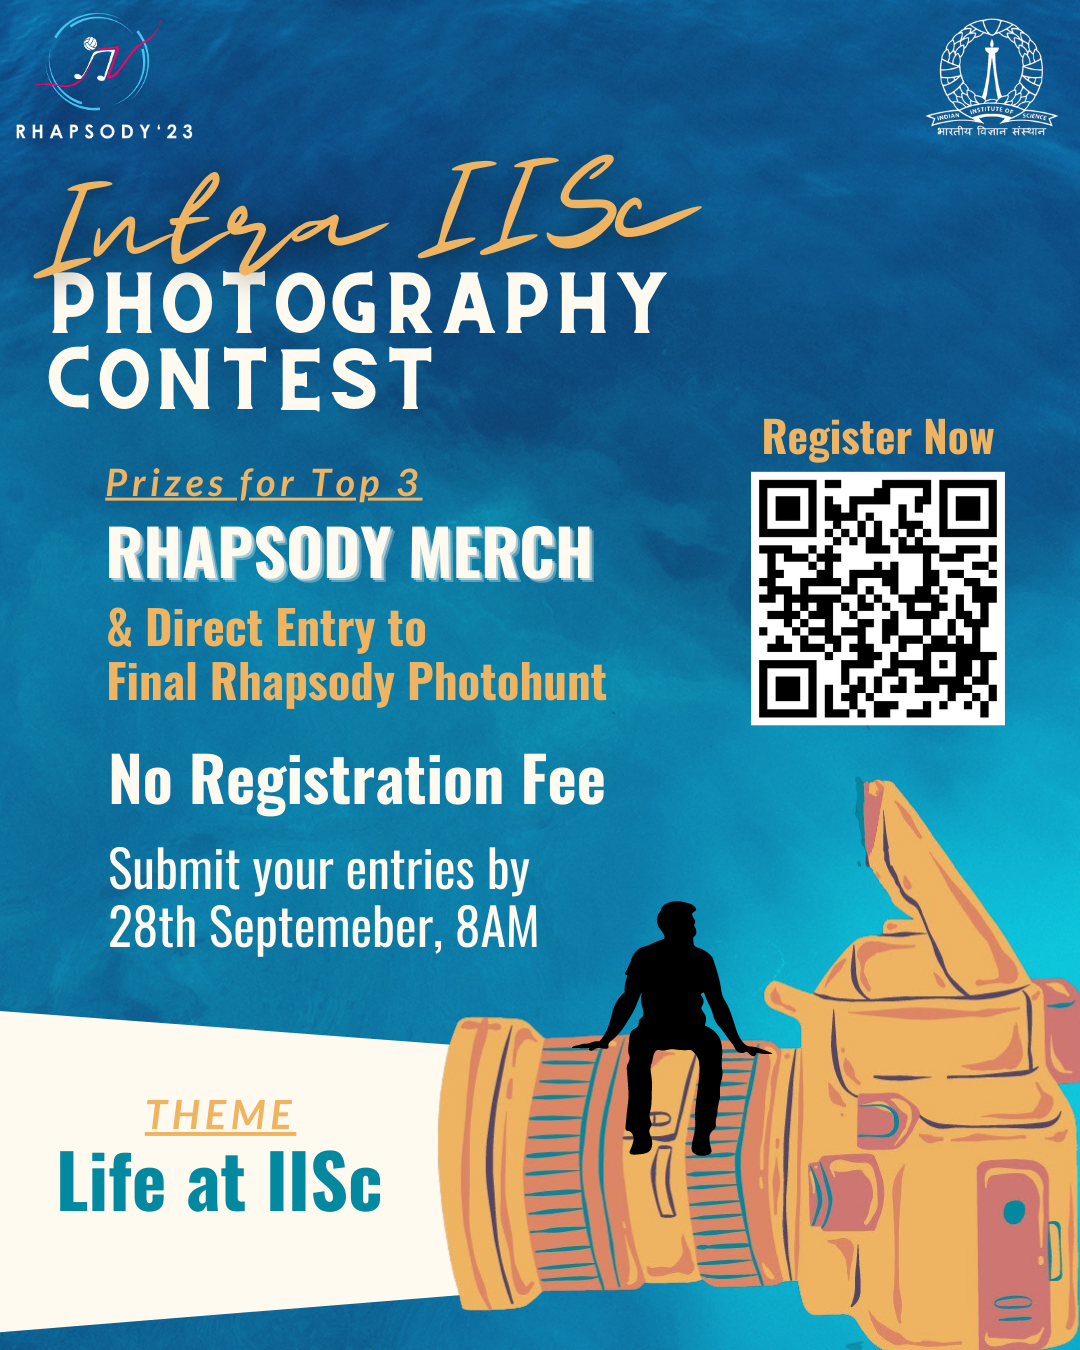 RHAPSODY'23
INDIAN INSTITUTE OF SCIENCE
भारतीय विज्ञान संस्थान
Intra IISc
PHOTOGRAPHY
CONTEST
Register Now
Prizes for Top 3
RHAPSODY MERCH
& Direct Entry to
Final Rhapsody Photohunt
No Registration Fee
Submit your entries by
28th Septemeber, 8AM
THEME
Life at IISc